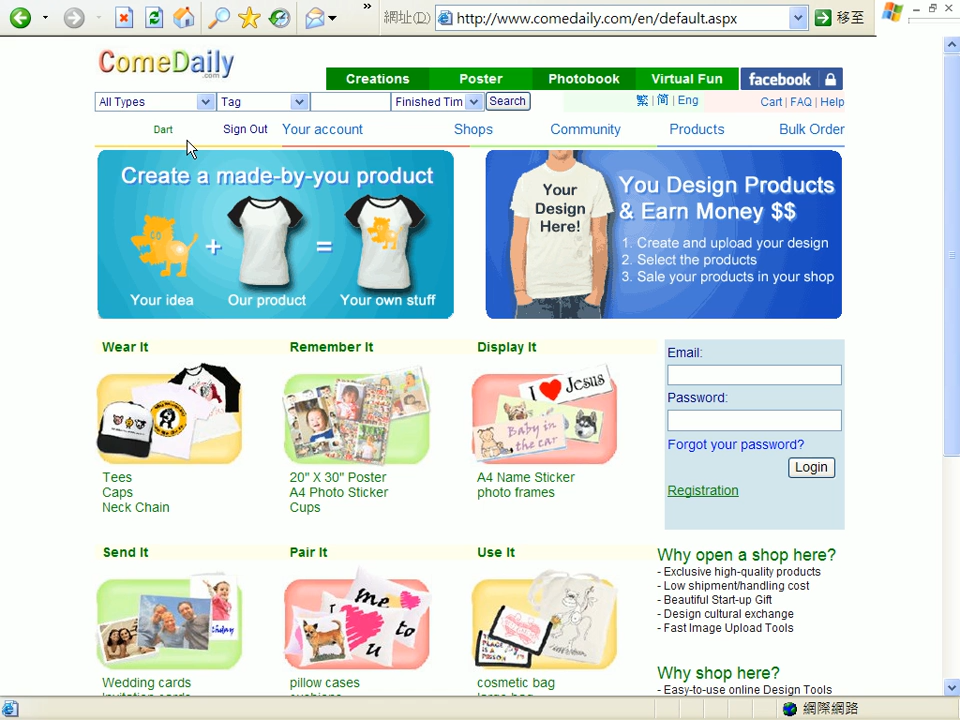 »
網址(D)
http://www.comedaily.com/en/default.aspx
移至
ComeDaily
.com
Creations
Poster
Photobook
Virtual Fun
facebook
All Types
Tag
Finished Tim
Search
繁 | 简 | Eng
Cart | FAQ | Help
Dart
Sign Out
Your account
Shops
Community
Products
Bulk Order
Create a made-by-you product
+
=
Your idea
Our product
Your own stuff
Your
Design
Here!
You Design Products
& Earn Money $$
1. Create and upload your design
2. Select the products
3. Sale your products in your shop
Wear It
Remember It
Display It
I ♥ Jesus
Baby in
the car
Tees
Caps
Neck Chain
20" X 30" Poster
A4 Photo Sticker
Cups
A4 Name Sticker
photo frames
Email:
Password:
Forgot your password?
Login
Registration
Send It
Pair It
Use It
me
to
u
Wedding cards
Invitation cards
pillow cases
cushions
cosmetic bag
large bag
Why open a shop here?
- Exclusive high-quality products
- Low shipment/handling cost
- Beautiful Start-up Gift
- Design cultural exchange
- Fast Image Upload Tools
Why shop here?
- Easy-to-use online Design Tools
網際網路